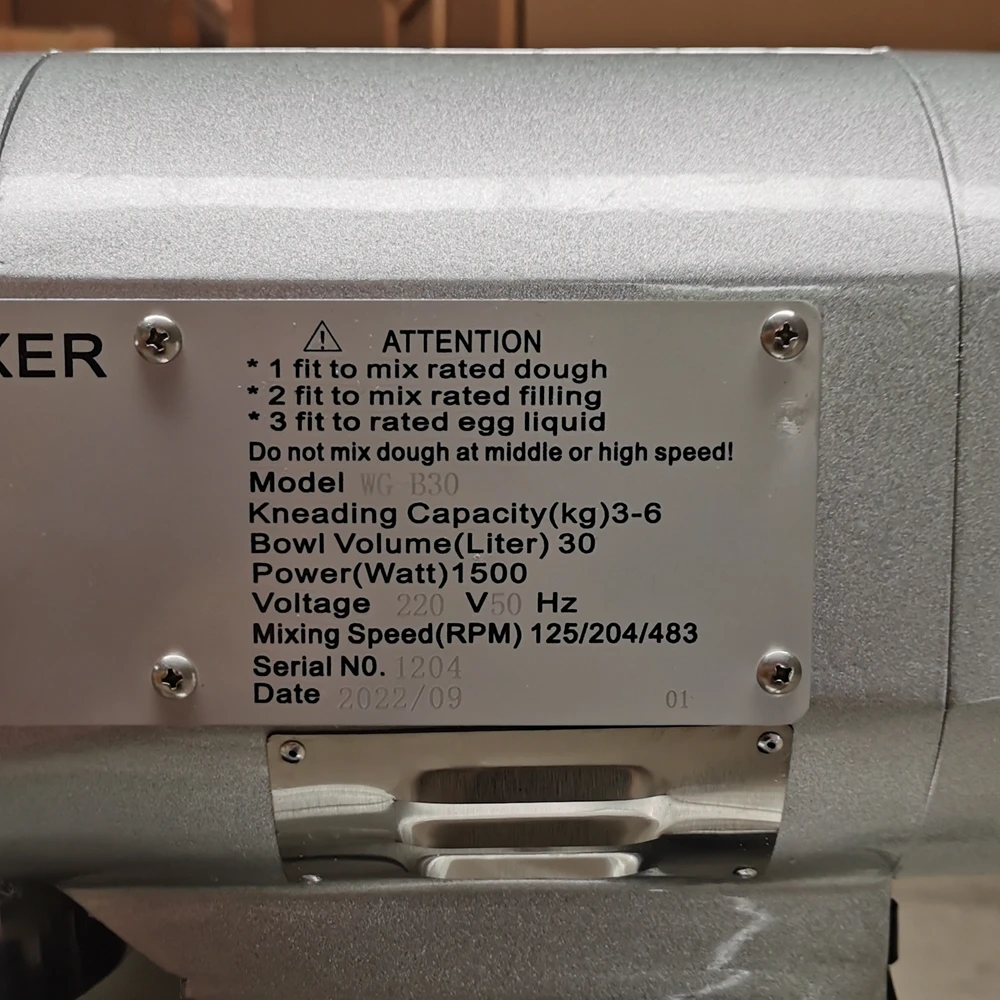 XER
ATTENTION
* 1 fit to mix rated dough
* 2 fit to mix rated filling
* 3 fit to rated egg liquid
Do not mix dough at middle or high speed!
Model WG-B30
Kneading Capacity(kg)3-6
Bowl Volume(Liter) 30
Power(Watt)1500
Voltage 220 V50 Hz
Mixing Speed(RPM) 125/204/483
Serial N0. 1204
Date 2022/09 01